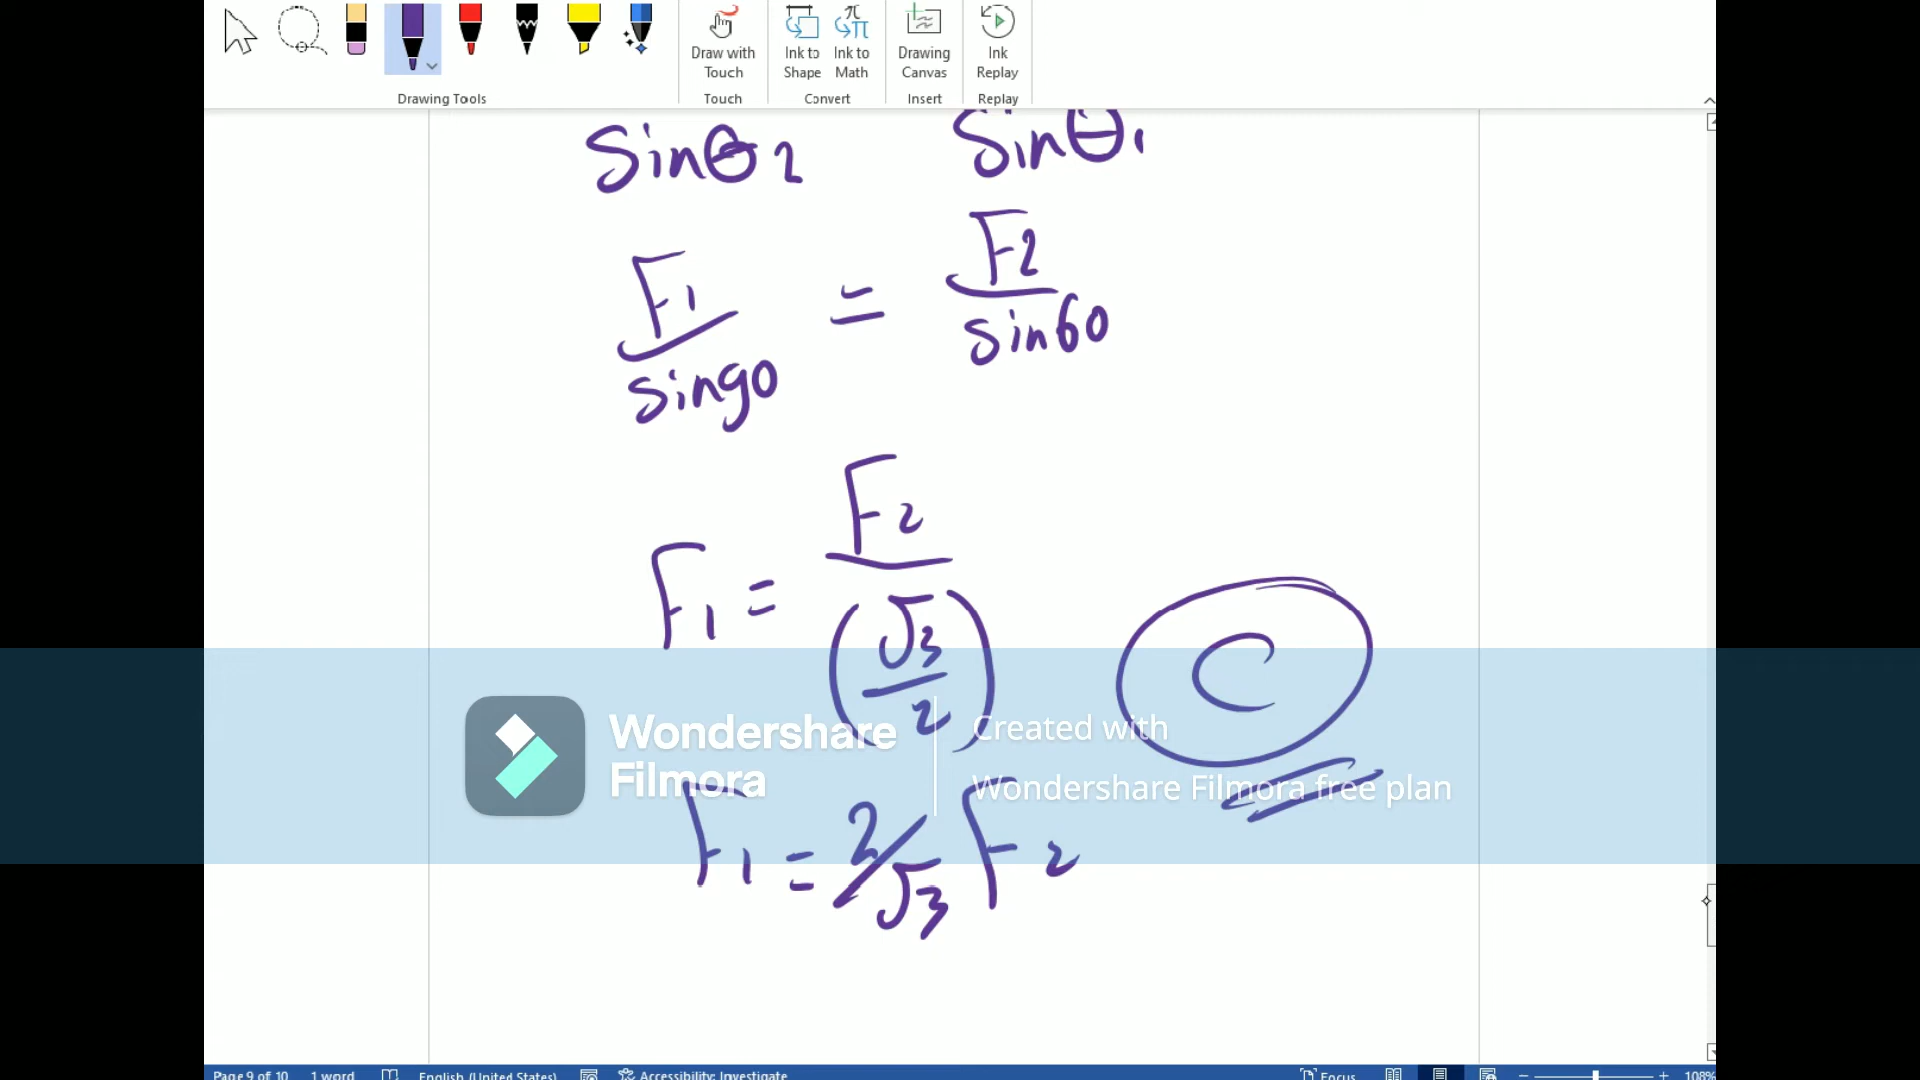 Draw with Touch
Ink to Shape
Ink to Math
Drawing Canvas
Ink Replay
Drawing Tools
Touch
Convert
Insert
Replay
sinθ2 sinθ1
F1/sin90 = F2/sin60
F1 = F2/(√3/2)
C
Wondershare Filmora
Created with
Wondershare Filmora free plan
F1 = 2/√3 F2
Page 9 of 10 1 word English (United States) Accessibility: Investigate Focus 108%